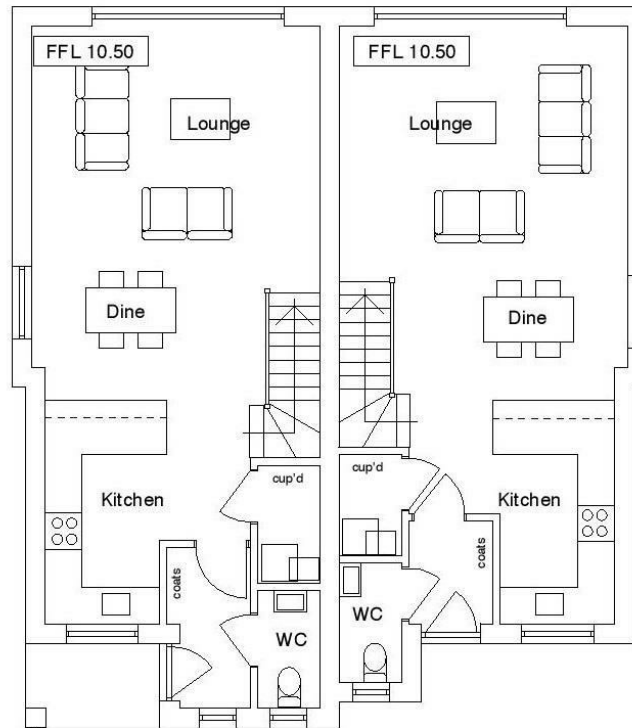 FFL 10.50
FFL 10.50
Lounge
Lounge
Dine
Dine
cup'd
cup'd
Kitchen
Kitchen
coats
coats
WC
WC